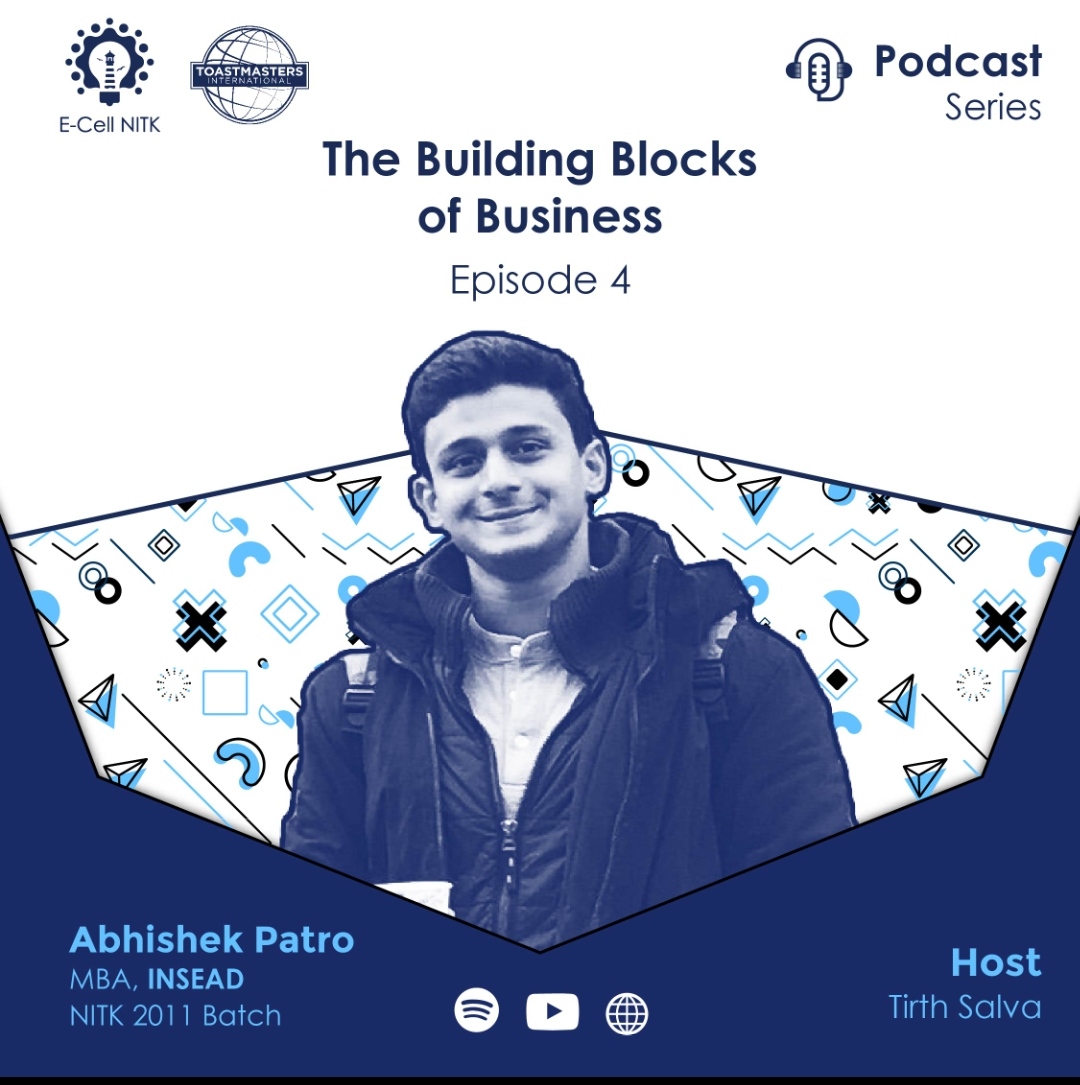 E-Cell NITK
TOASTMASTERS
INTERNATIONAL
Podcast
Series
The Building Blocks
of Business
Episode 4
Abhishek Patro
MBA, INSEAD
NITK 2011 Batch
Host
Tirth Salva